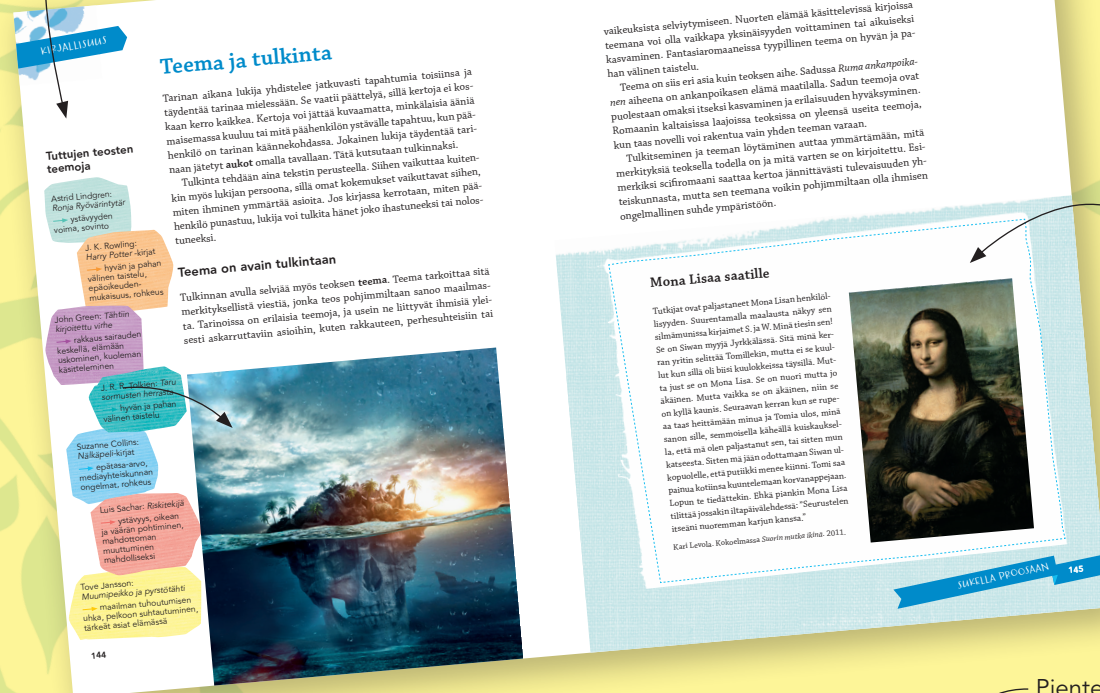 KIRJALLISUUS
Teema ja tulkinta
Tarinan aikana lukija yhdistelee jatkuvasti tapahtumia toisiinsa ja
täydentää tarinaa mielessään. Se vaatii päättelyä, sillä kertoja ei kos-
kaan kerro kaikkea. Kertoja voi jättää kuvaamatta, minkälaisia ääniä
maisemassa kuuluu tai mitä päähenkilön ystävälle tapahtuu, kun pää-
henkilö on tarinan käännekohdassa. Jokainen lukija täydentää tari-
naan jätetyt aukot omalla tavallaan. Tätä kutsutaan tulkinnaksi.
Tulkinta tehdään aina tekstin perusteella. Siihen vaikuttaa kuiten-
kin myös lukijan persoona, sillä omat kokemukset vaikuttavat siihen,
miten ihminen ymmärtää asioita. Jos kirjassa kerrotaan, miten pää-
henkilö punastuu, lukija voi tulkita hänet joko ihastuneeksi tai nolos-
tuneeksi.
Teema on avain tulkintaan
Tulkinnan avulla selviää myös teoksen teema. Teema tarkoittaa sitä
merkityksellistä viestiä, jonka teos pohjimmiltaan sanoo maailmas-
ta. Tarinoissa on erilaisia teemoja, ja usein ne liittyvät ihmisiä ylei-
sesti askarruttaviin asioihin, kuten rakkauteen, perhesuhteisiin tai
Tuttujen teosten
teemoja
Astrid Lindgren:
Ronja Ryövärintytär
→ ystävyyden
voima, sovinto
J. K. Rowling:
Harry Potter -kirjat
→ hyvän ja pahan
välinen taistelu,
epäoikeuden-
mukaisuus, rohkeus
John Green: Tähtiin
kirjoitettu virhe
→ rakkaus sairauden
keskellä, elämään
uskominen, kuoleman
käsitteleminen
J. R. R. Tolkien: Taru
sormusten herrasta
→ hyvän ja pahan
välinen taistelu
Suzanne Collins:
Nälkäpeli-kirjat
→ epätasa-arvo,
mediayhteiskunnan
ongelmat, rohkeus
Luis Sachar: Riskitekijä
→ ystävyys, oikean
ja väärän pohtiminen,
mahdottoman
muuttuminen
mahdolliseksi
Tove Jansson:
Muumipeikko ja pyrstötähti
→ maailman tuhoutumisen
uhka, pelkoon suhtautuminen,
tärkeät asiat elämässä
144
vaikeuksista selviytymiseen. Nuorten elämää käsittelevissä kirjoissa
teemana voi olla vaikkapa yksinäisyyden voittaminen tai aikuiseksi
kasvaminen. Fantasiaromaaneissa tyypillinen teema on hyvän ja pa-
han välinen taistelu.
Teema on siis eri asia kuin teoksen aihe. Sadussa Ruma ankanpoika-
nen aiheena on ankanpoikasen elämä maatilalla. Sadun teemoja ovat
puolestaan omaksi itseksi kasvaminen ja erilaisuuden hyväksyminen.
Romaanin kaltaisissa laajoissa teoksissa on yleensä useita teemoja,
kun taas novelli voi rakentua vain yhden teeman varaan.
Tulkitseminen ja teeman löytäminen auttaa ymmärtämään, mitä
merkityksiä teoksella todella on ja mitä varten se on kirjoitettu. Esi-
merkiksi scifiromaani saattaa kertoa jännittävästi tulevaisuuden yh-
teiskunnasta, mutta sen teemana voikin pohjimmiltaan olla ihmisen
ongelmallinen suhde ympäristöön.
Mona Lisaa saatille
Tutkijat ovat paljastaneet Mona Lisan henkilöl-
lisyyden. Suurentamalla maalausta näkyy sen
silmämunissa kirjaimet S. ja W. Minä tiesin sen!
Se on Siwan myyjä Jyrkkälässä. Sitä minä ker-
ran yritin selittää Tomillekin, mutta ei se kuul-
lut kun sillä oli biisi kuulokkeissa täysillä. Mut-
ta just se on Mona Lisa. Se on nuori mutta jo
äkäinen. Mutta vaikka se on äkäinen, niin se
on kyllä kaunis. Seuraavan kerran kun se rupe-
aa taas heittämään minua ja Tomia ulos, minä
sanon sille, semmoisella käheällä kuiskauksel-
la, että mä olen paljastanut sen, tai sitten mun
katseesta. Sitten mä jään odottamaan Siwan ul-
kopuolelle, että putiikki menee kiinni. Tomi saa
painua kotiinsa kuuntelemaan korvanappejaan.
Lopun te tiedättekin. Ehkä piankin Mona Lisa
tilittää jossakin iltapäivälehdessä: "Seurustelen
itseäni nuoremman karjun kanssa."
Kari Levola. Kokoelmassa Suorin mutka ikinä. 2011.
SUKELLA PROOSAAN
145
Piente